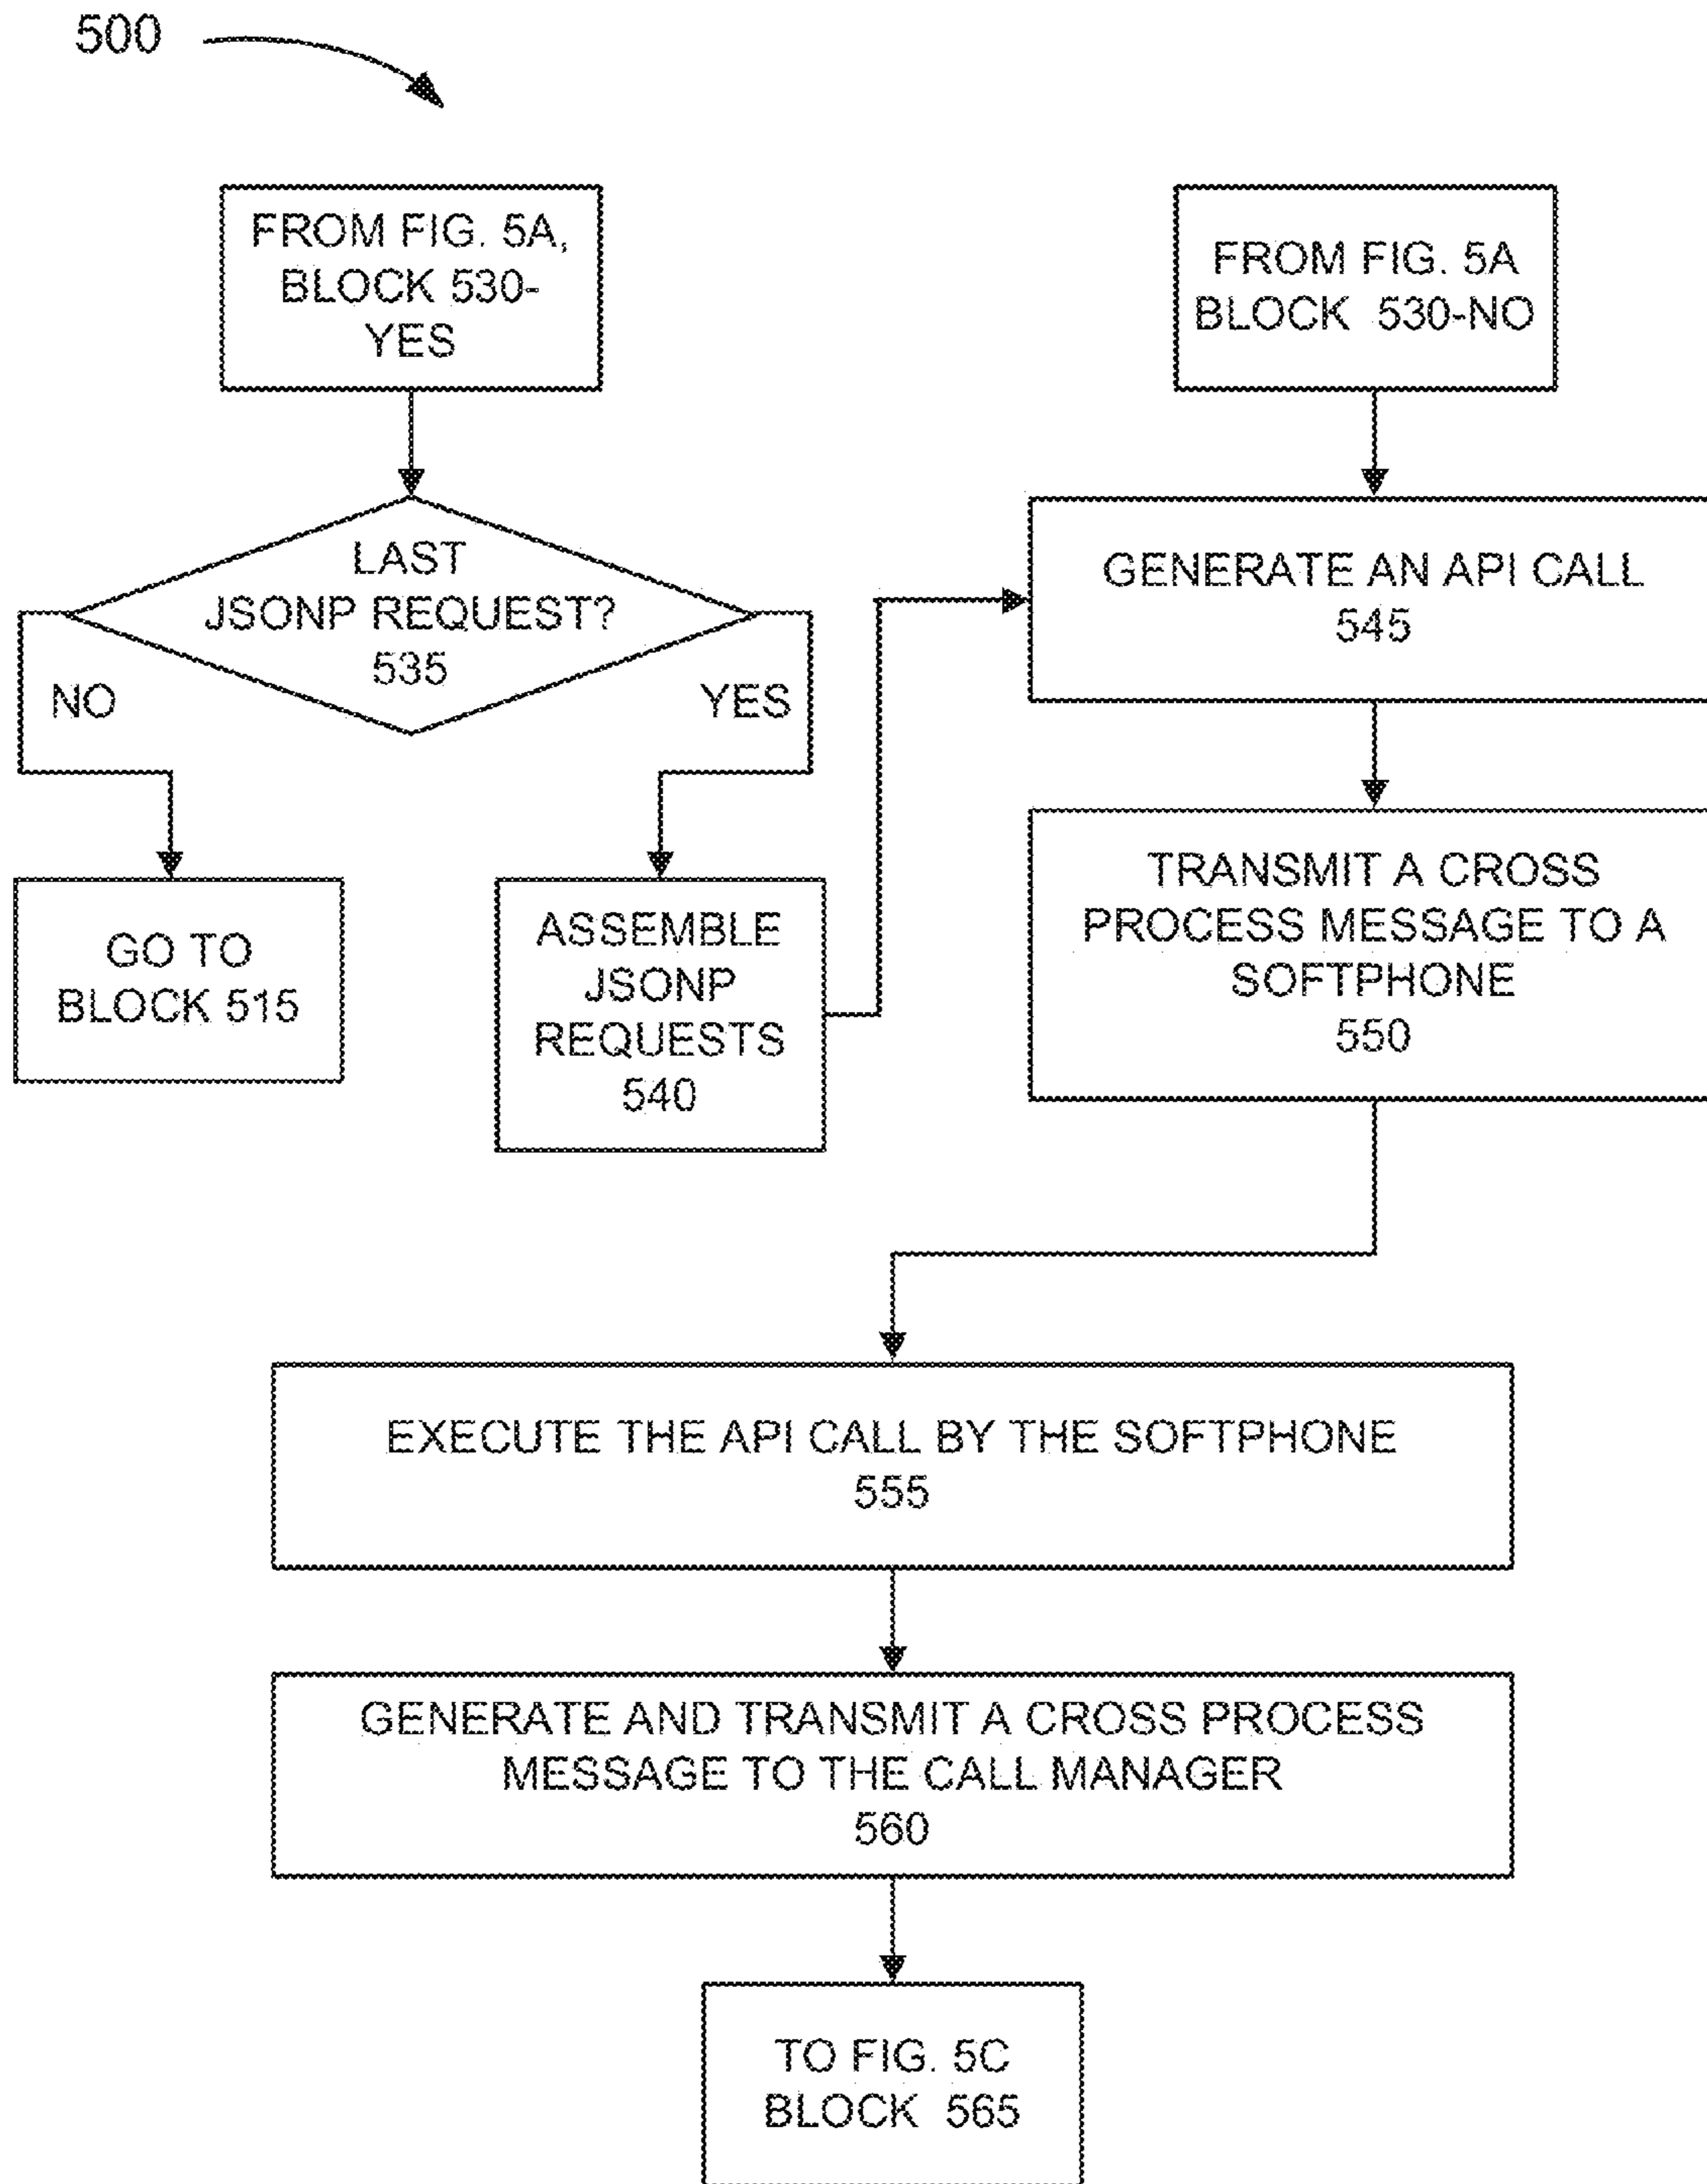 500
FROM FIG. 5A,
BLOCK 530-
YES
FROM FIG. 5A
BLOCK 530-NO
LAST
JSONP REQUEST?
535
NO
YES
GO TO
BLOCK 515
ASSEMBLE
JSONP
REQUESTS
540
GENERATE AN API CALL
545
TRANSMIT A CROSS
PROCESS MESSAGE TO A
SOFTPHONE
550
EXECUTE THE API CALL BY THE SOFTPHONE
555
GENERATE AND TRANSMIT A CROSS PROCESS
MESSAGE TO THE CALL MANAGER
560
TO FIG. 5C
BLOCK 565